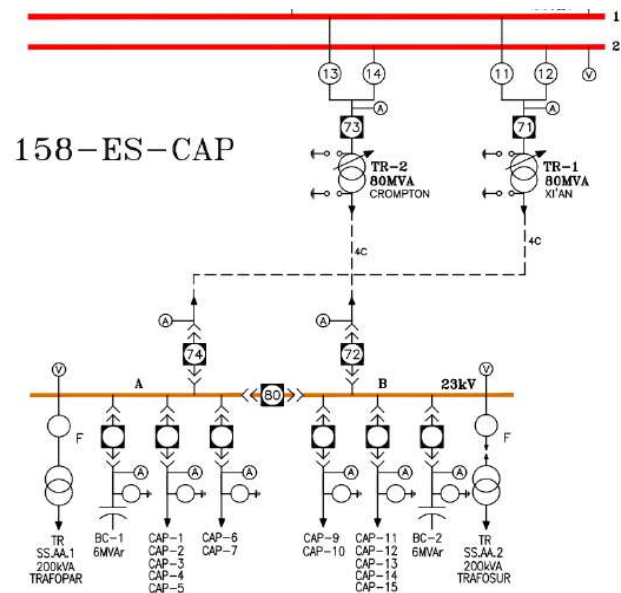 1
2
13
14
11
12
V
A
A
73
71
158-ES-CAP
TR-2
80MVA
CROMPTON
TR-1
80MVA
XI'AN
4C
4C
A
A
74
72
V
A
80
B
23kV
V
F
F
A
A
A
A
A
A
TR
SS.AA.1
200kVA
TRAFOPAR
BC-1
6MVAr
CAP-1
CAP-2
CAP-3
CAP-4
CAP-5
CAP-6
CAP-7
CAP-9
CAP-10
CAP-11
CAP-12
CAP-13
CAP-14
CAP-15
BC-2
6MVAr
TR
SS.AA.2
200kVA
TRAFOSUR